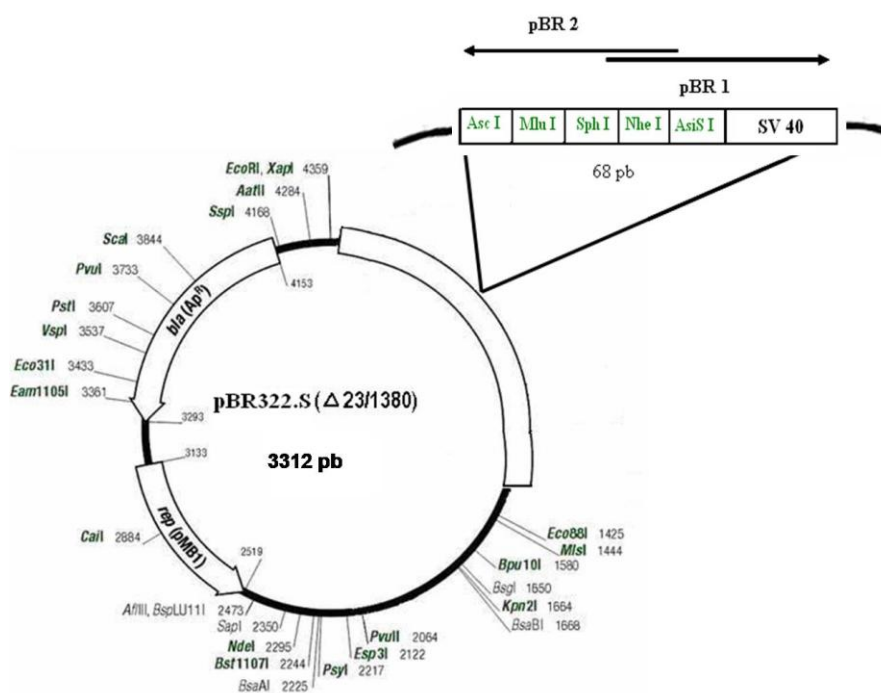 pBR 2
pBR 1
Asc I Mlu I Sph I Nhe I AsiS I SV 40
68 pb
EcoRI, XapI 4359
AatII 4284
SspI 4168
ScaI 3844
4153
PvuI 3733
bla (ApR)
PstI 3607
VspI 3537
Eco31I 3433
Eam1105I 3361
pBR322.S (Δ 23/1380)
3293
3312 pb
3133
rep (pMB1)
CaiI 2884
2519
Eco88I 1425
MlsI 1444
Bpu10I 1580
BsgI 1650
Kpn2I 1664
BsaBI 1668
AflIII, BspLU11I 2473
SapI 2350
NdeI 2295
Bst1107I 2244
BsaAI 2225
PvuII 2064
Esp3I 2122
PsyI 2217